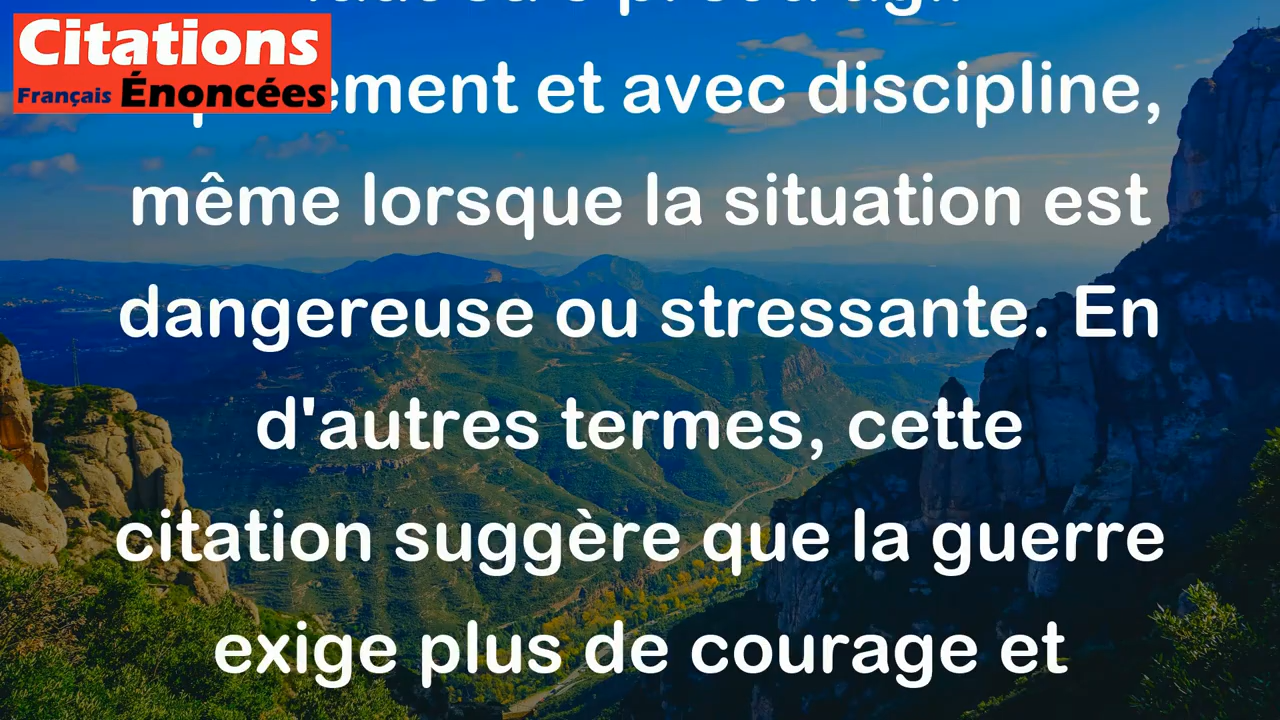 Citations
Français Énoncées
et avec discipline,
même lorsque la situation est
dangereuse ou stressante. En
d'autres termes, cette
citation suggère que la guerre
exige plus de courage et